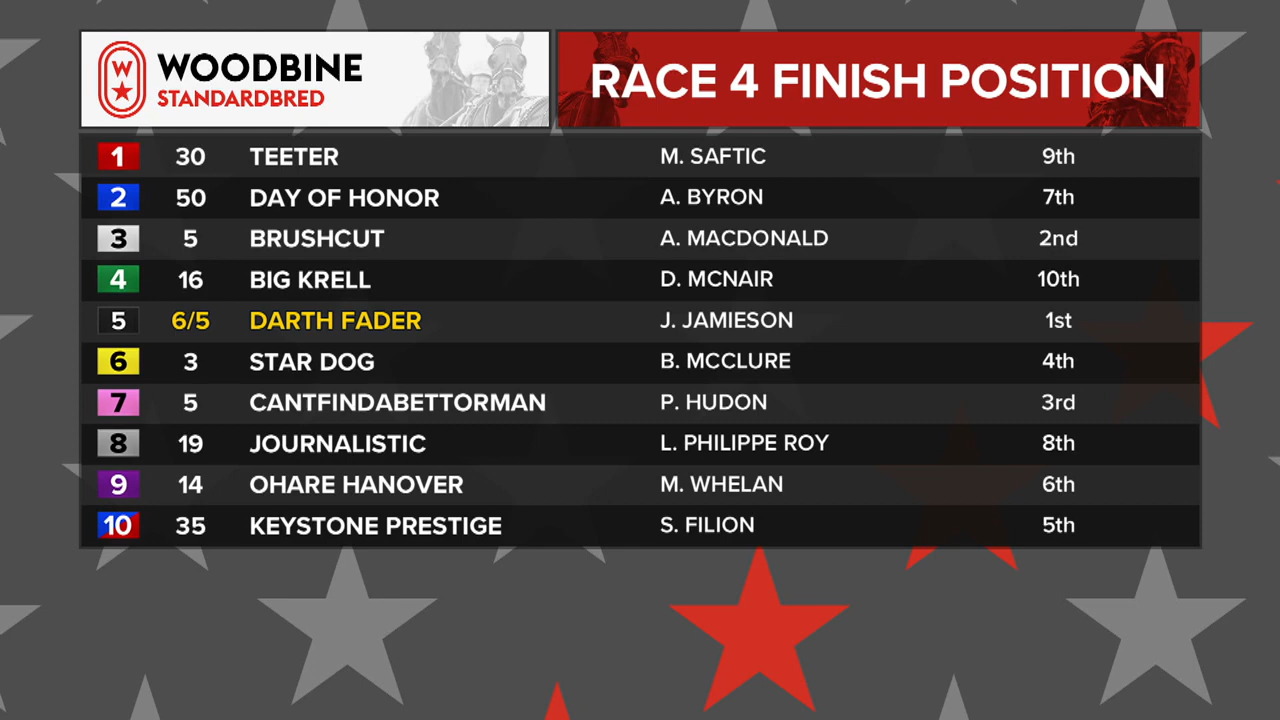 W
WOODBINE
STANDARDBRED
RACE 4 FINISH POSITION
1 30 TEETER M. SAFTIC 9th
2 50 DAY OF HONOR A. BYRON 7th
3 5 BRUSHCUT A. MACDONALD 2nd
4 16 BIG KRELL D. MCNAIR 10th
5 6/5 DARTH FADER J. JAMIESON 1st
6 3 STAR DOG B. MCCLURE 4th
7 5 CANTFINDABETTORMAN P. HUDON 3rd
8 19 JOURNALISTIC L. PHILIPPE ROY 8th
9 14 OHARE HANOVER M. WHELAN 6th
10 35 KEYSTONE PRESTIGE S. FILION 5th